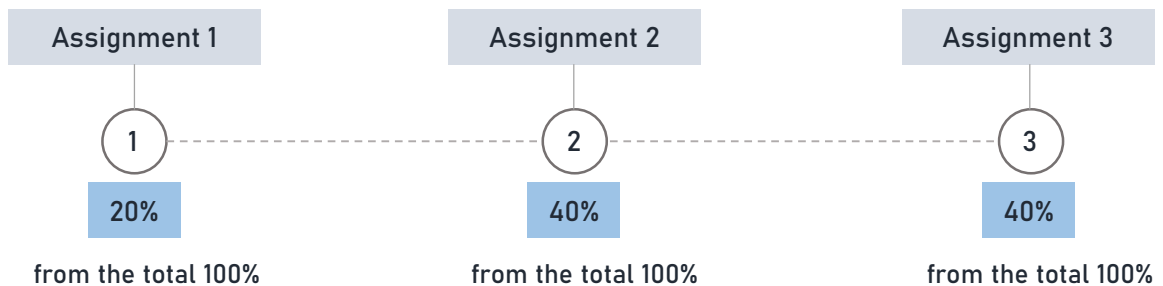 Assignment 1
Assignment 2
Assignment 3
1
2
3
20%
40%
40%
from the total 100%
from the total 100%
from the total 100%